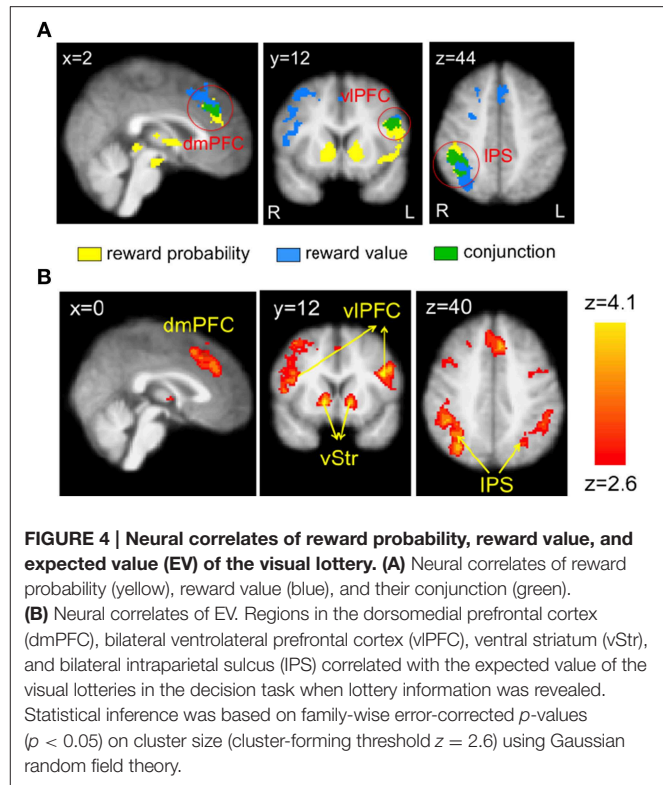 A
x=2
y=12
z=44
dmPFC
vlPFC
IPS
R
L
R
L
reward probability
reward value
conjunction
B
x=0
y=12
z=40
dmPFC
vlPFC
vStr
IPS
z=4.1
z=2.6
FIGURE 4 | Neural correlates of reward probability, reward value, and
expected value (EV) of the visual lottery. (A) Neural correlates of reward
probability (yellow), reward value (blue), and their conjunction (green).
(B) Neural correlates of EV. Regions in the dorsomedial prefrontal cortex
(dmPFC), bilateral ventrolateral prefrontal cortex (vlPFC), ventral striatum (vStr),
and bilateral intraparietal sulcus (IPS) correlated with the expected value of the
visual lotteries in the decision task when lottery information was revealed.
Statistical inference was based on family-wise error-corrected p-values
(p < 0.05) on cluster size (cluster-forming threshold z = 2.6) using Gaussian
random field theory.